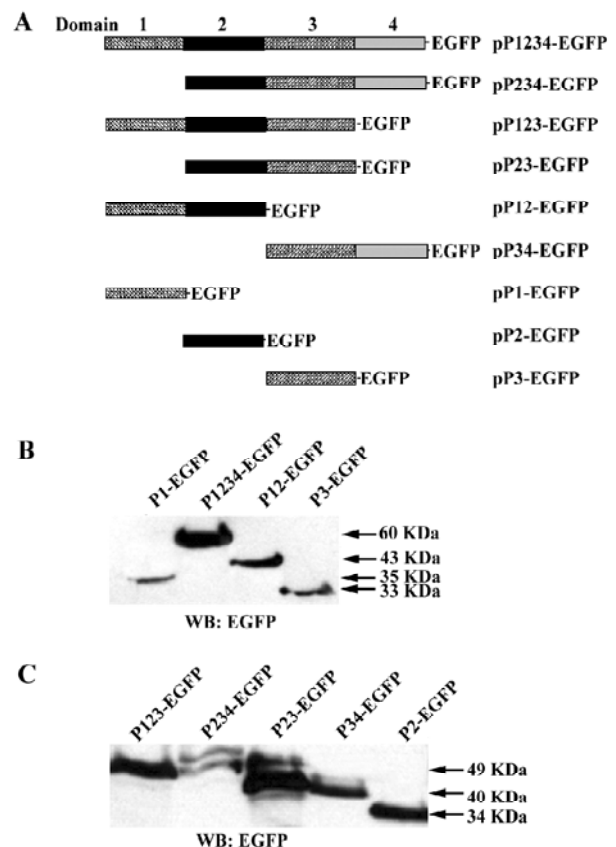 A Domain 1 2 3 4
EGFP pP1234-EGFP
EGFP pP234-EGFP
EGFP pP123-EGFP
EGFP pP23-EGFP
EGFP pP12-EGFP
EGFP pP34-EGFP
EGFP pP1-EGFP
EGFP pP2-EGFP
EGFP pP3-EGFP
B
P1-EGFP P1234-EGFP P12-EGFP P3-EGFP
60 KDa
43 KDa
35 KDa
33 KDa
WB: EGFP
C
P123-EGFP P234-EGFP P23-EGFP P34-EGFP P2-EGFP
49 KDa
40 KDa
34 KDa
WB: EGFP